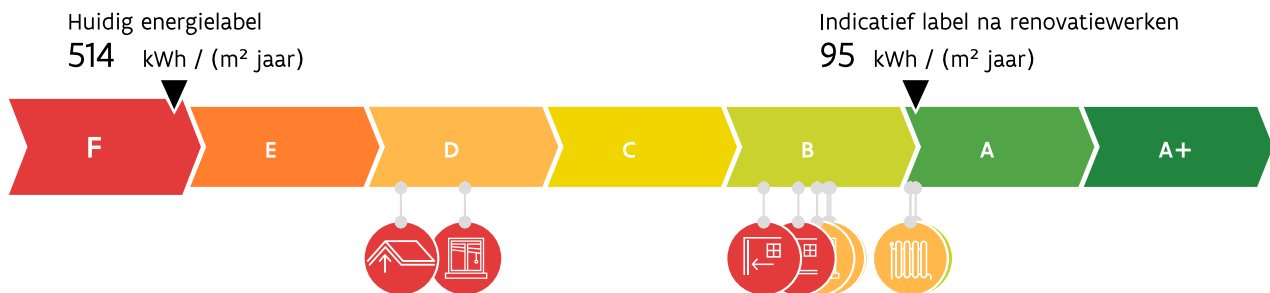 Huidig energielabel
514 kWh / (m² jaar)
Indicatief label na renovatiewerken
95 kWh / (m² jaar)
F E D C B A A+